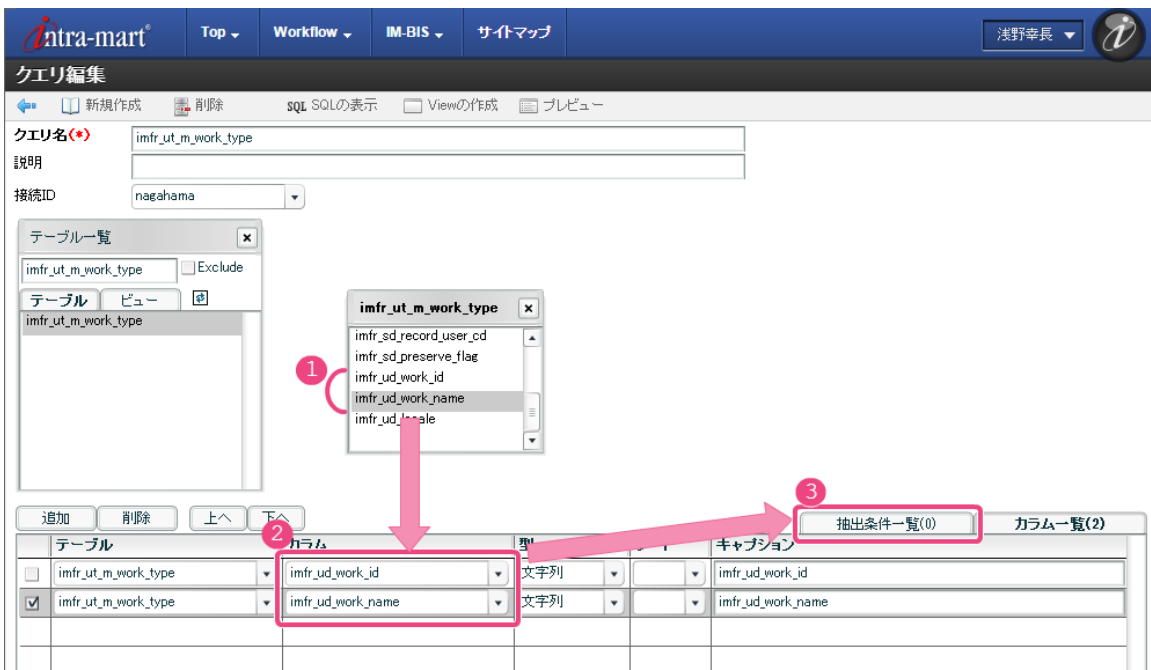 intra-mart® Top Workflow IM-BIS サイトマップ 浅野幸長
クエリ編集
新規作成 削除 SQL SQLの表示 Viewの作成 プレビュー
クエリ名(*) imfr_ut_m_work_type
説明
接続ID nagahama
テーブル一覧
imfr_ut_m_work_type Exclude
テーブル ビュー
imfr_ut_m_work_type
imfr_ut_m_work_type
imfr_sd_record_user_cd
imfr_sd_preserve_flag
1
imfr_ud_work_id
imfr_ud_work_name
3
追加 削除 上へ 下へ 抽出条件一覧(0) カラム一覧(2)
2
テーブル カラム 型 キャプション
imfr_ut_m_work_type imfr_ud_work_id 文字列 imfr_ud_work_id
imfr_ut_m_work_type imfr_ud_work_name 文字列 imfr_ud_work_name